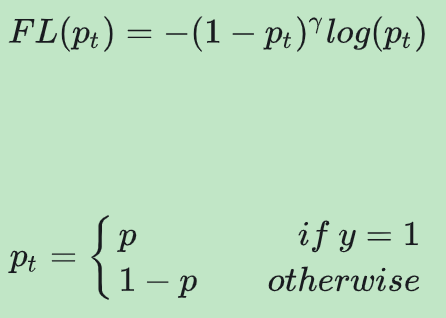 FL(p_t) = −(1 − p_t)^γ log(p_t)
p_t = { p if y = 1
1 − p otherwise